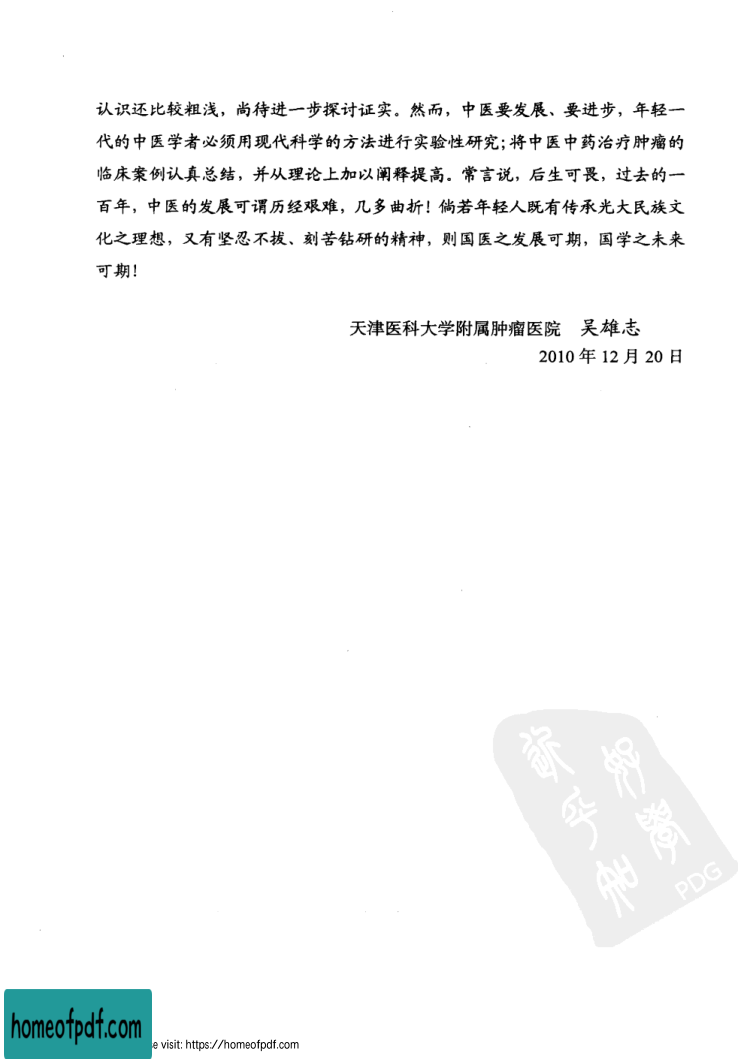 认识还比较粗浅，尚待进一步探讨证实。然而，中医要发展、要进步，年轻一
代的中医学者必须用现代科学的方法进行实验性研究；将中医中药治疗肿瘤的
临床案例认真总结，并从理论上加以阐释提高。常言说，后生可畏，过去的一
百年，中医的发展可谓历经艰难，几多曲折！倘若年轻人既有传承光大民族文
化之理想，又有坚忍不拔、刻苦钻研的精神，则国医之发展可期，国学之未来
可期！
天津医科大学附属肿瘤医院　吴雄志
2010 年 12 月 20 日
好學
近乎知
PDG
homeofpdf.com
e visit: https://homeofpdf.com